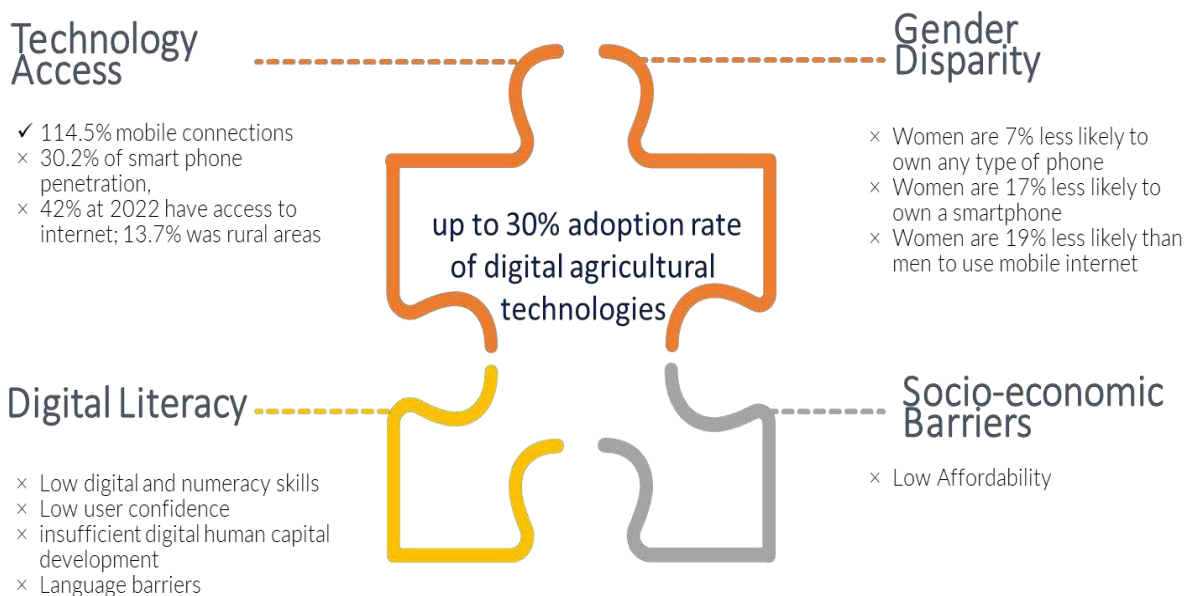 Technology
Access
✓ 114.5% mobile connections
× 30.2% of smart phone
penetration,
× 42% at 2022 have access to
internet; 13.7% was rural areas
Gender
Disparity
× Women are 7% less likely to
own any type of phone
× Women are 17% less likely to
own a smartphone
× Women are 19% less likely than
men to use mobile internet
up to 30% adoption rate
of digital agricultural
technologies
Digital Literacy
× Low digital and numeracy skills
× Low user confidence
× insufficient digital human capital
development
× Language barriers
Socio-economic
Barriers
× Low Affordability